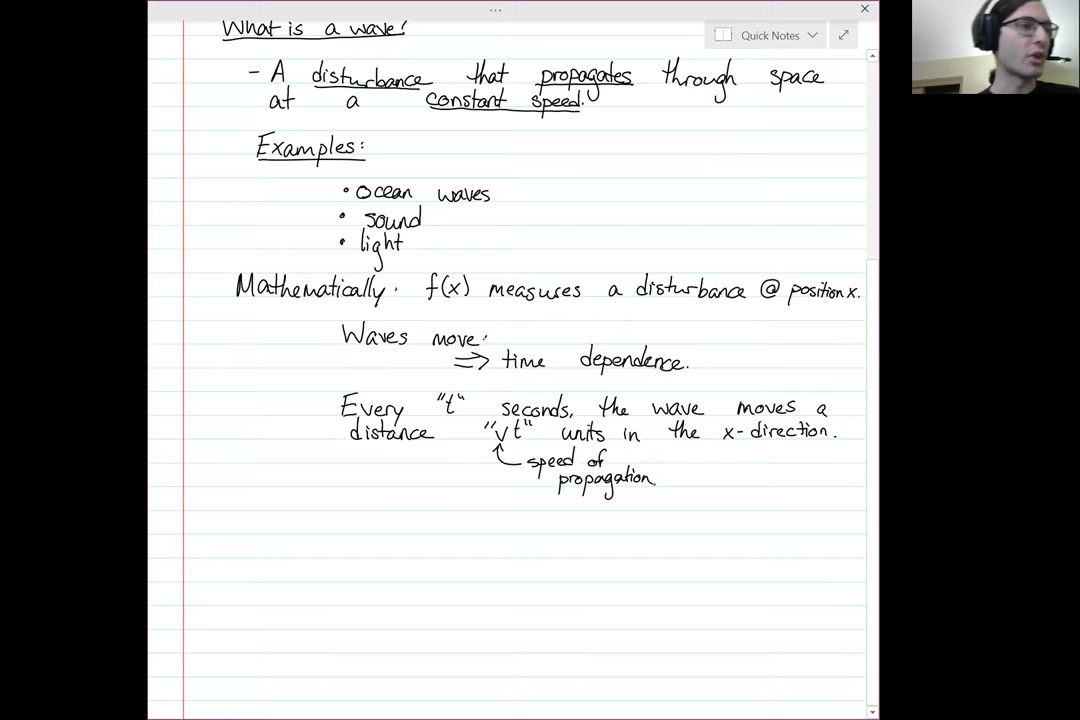 What is a wave?
Quick Notes
- A disturbance that propagates through space
at a constant speed.
Examples:
• ocean waves
• sound
• light
Mathematically: f(x) measures a disturbance @ position x.
Waves move:
⇒ time dependence.
Every "t" seconds, the wave moves a
distance "vt" units in the x-direction.
speed of
propagation.